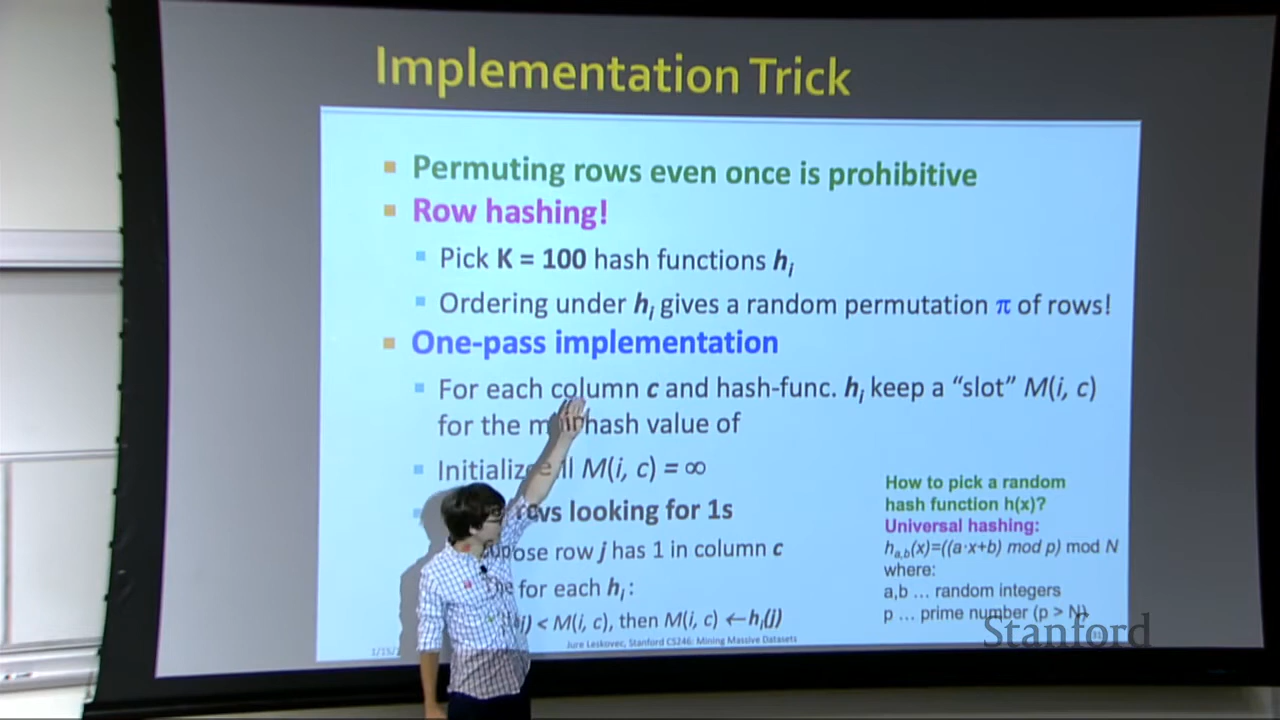 Implementation Trick
Permuting rows even once is prohibitive
Row hashing!
Pick K = 100 hash functions hi
Ordering under hi gives a random permutation π of rows!
One-pass implementation
For each column c and hash-func. hi keep a “slot” M(i, c)
for the min-hash value of
Initialize all M(i, c) = ∞
rows looking for 1s
row j has 1 in column c
for each hi:
< M(i, c), then M(i, c) ← hi(j)
How to pick a random
hash function h(x)?
Universal hashing:
ha,b(x)=((a·x+b) mod p) mod N
where:
a,b ... random integers
p ... prime number (p > N)
Jure Leskovec, Stanford CS246: Mining Massive Datasets
Stanford